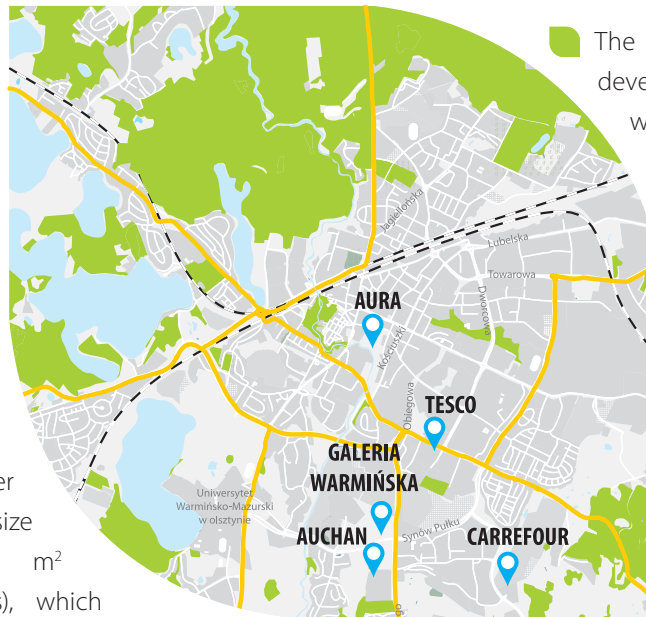 The
deve
w
Jagiellońska
Lubelska
Towarowa
Dworcowa
AURA
Kościuszki
Obiegowa
TESCO
GALERIA
WARMIŃSKA
er
size
m²
s), which
Uniwersytet
Warmińsko-Mazurski
w olsztynie
AUCHAN
Synów Pułku
CARREFOUR